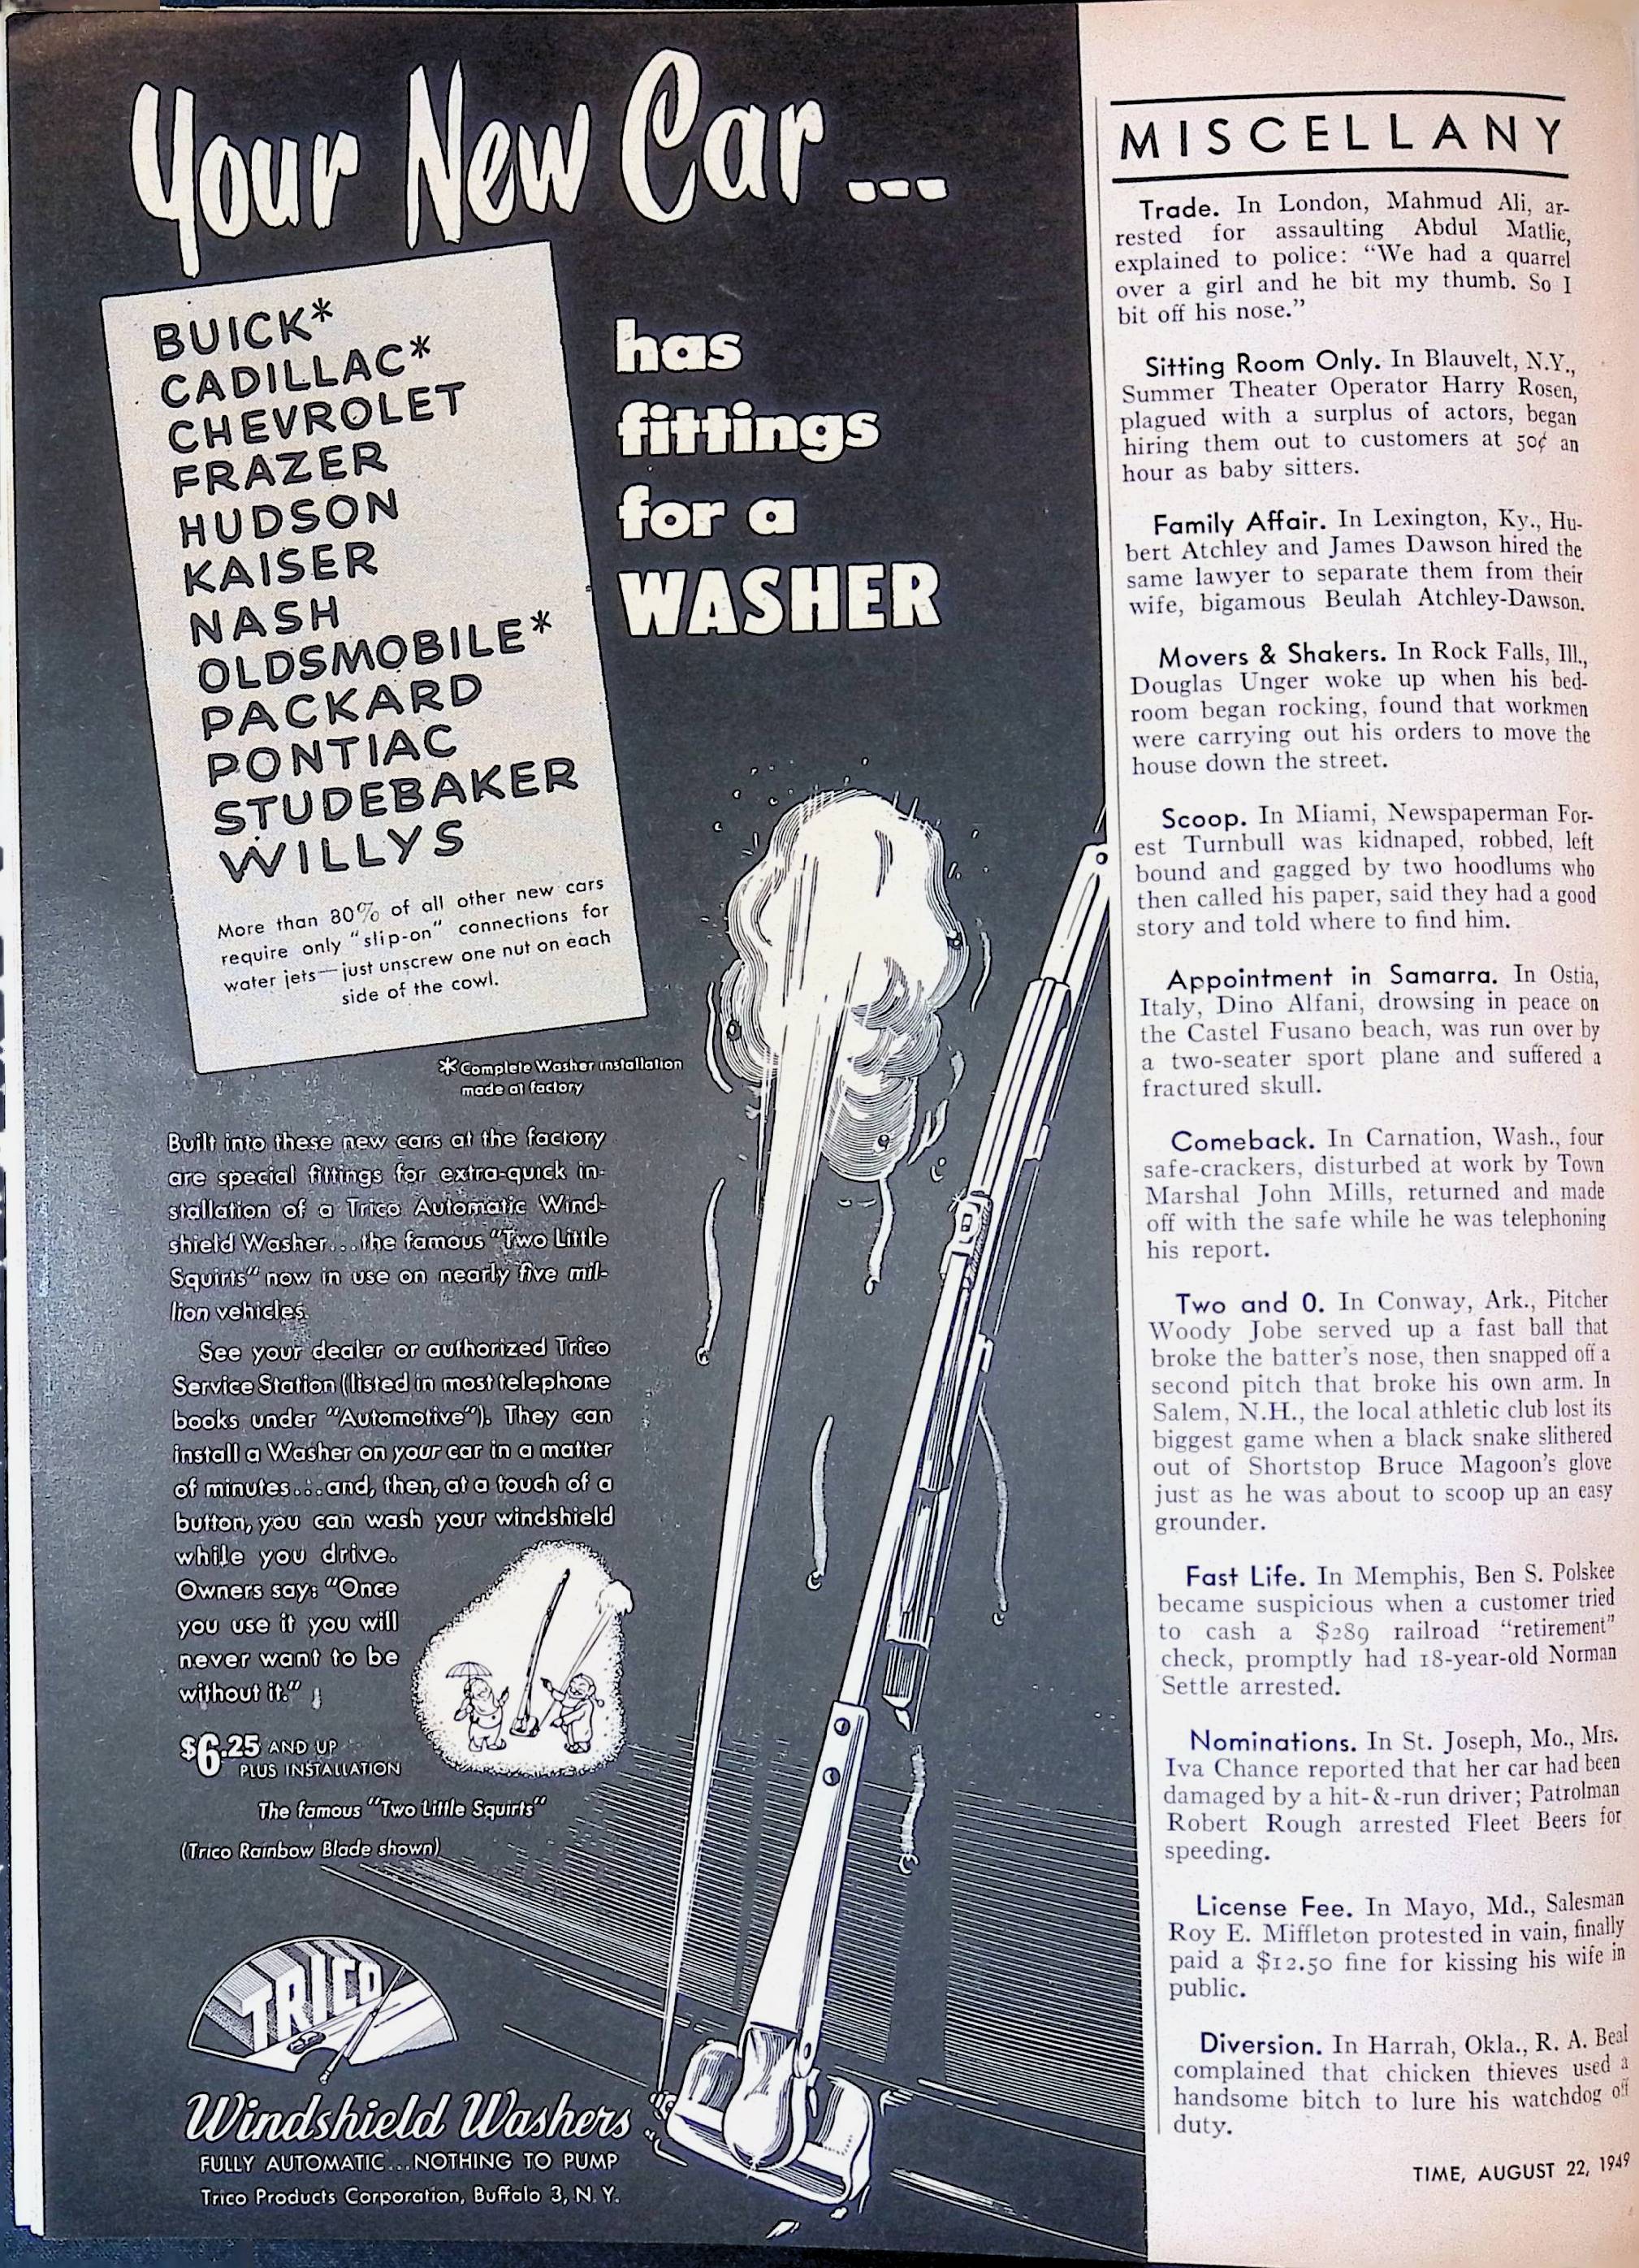 Your New Car...
BUICK*
CADILLAC*
CHEVROLET
FRAZER
HUDSON
KAISER
NASH
OLDSMOBILE*
PACKARD
PONTIAC
STUDEBAKER
WILLYS
More than 80% of all other new cars
require only "slip-on" connections for
water jets—just unscrew one nut on each
side of the cowl.
*Complete Washer installation
made at factory
has
fittings
for a
WASHER
Built into these new cars at the factory
are special fittings for extra-quick in-
stallation of a Trico Automatic Wind-
shield Washer...the famous "Two Little
Squirts" now in use on nearly five mil-
lion vehicles.
See your dealer or authorized Trico
Service Station (listed in most telephone
books under "Automotive"). They can
install a Washer on your car in a matter
of minutes...and, then, at a touch of a
button, you can wash your windshield
while you drive.
Owners say: "Once
you use it you will
never want to be
without it."
$6.25 AND UP
PLUS INSTALLATION
The famous "Two Little Squirts"
(Trico Rainbow Blade shown)
TRICO
Windshield Washers
FULLY AUTOMATIC...NOTHING TO PUMP
Trico Products Corporation, Buffalo 3, N. Y.
MISCELLANY
Trade. In London, Mahmud Ali, ar-
rested for assaulting Abdul Matlie,
explained to police: "We had a quarrel
over a girl and he bit my thumb. So I
bit off his nose."
Sitting Room Only. In Blauvelt, N.Y.,
Summer Theater Operator Harry Rosen,
plagued with a surplus of actors, began
hiring them out to customers at 50¢ an
hour as baby sitters.
Family Affair. In Lexington, Ky., Hu-
bert Atchley and James Dawson hired the
same lawyer to separate them from their
wife, bigamous Beulah Atchley-Dawson.
Movers & Shakers. In Rock Falls, Ill.,
Douglas Unger woke up when his bed-
room began rocking, found that workmen
were carrying out his orders to move the
house down the street.
Scoop. In Miami, Newspaperman For-
est Turnbull was kidnaped, robbed, left
bound and gagged by two hoodlums who
then called his paper, said they had a good
story and told where to find him.
Appointment in Samarra. In Ostia,
Italy, Dino Alfani, drowsing in peace on
the Castel Fusano beach, was run over by
a two-seater sport plane and suffered a
fractured skull.
Comeback. In Carnation, Wash., four
safe-crackers, disturbed at work by Town
Marshal John Mills, returned and made
off with the safe while he was telephoning
his report.
Two and 0. In Conway, Ark., Pitcher
Woody Jobe served up a fast ball that
broke the batter's nose, then snapped off a
second pitch that broke his own arm. In
Salem, N.H., the local athletic club lost its
biggest game when a black snake slithered
out of Shortstop Bruce Magoon's glove
just as he was about to scoop up an easy
grounder.
Fast Life. In Memphis, Ben S. Polskee
became suspicious when a customer tried
to cash a $289 railroad "retirement"
check, promptly had 18-year-old Norman
Settle arrested.
Nominations. In St. Joseph, Mo., Mrs.
Iva Chance reported that her car had been
damaged by a hit-&-run driver; Patrolman
Robert Rough arrested Fleet Beers for
speeding.
License Fee. In Mayo, Md., Salesman
Roy E. Miffleton protested in vain, finally
paid a $12.50 fine for kissing his wife in
public.
Diversion. In Harrah, Okla., R. A. Beal
complained that chicken thieves used a
handsome bitch to lure his watchdog off
duty.
TIME, AUGUST 22, 1949